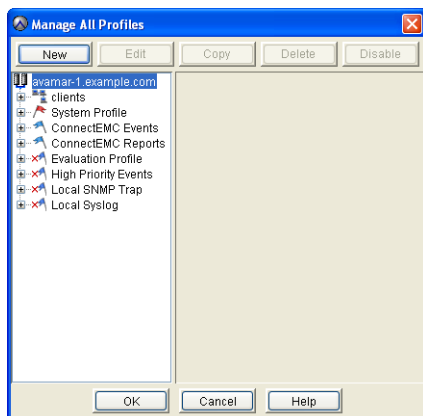 Manage All Profiles
New Edit Copy Delete Disable
avamar-1.example.com
clients
System Profile
ConnectEMC Events
ConnectEMC Reports
Evaluation Profile
High Priority Events
Local SNMP Trap
Local Syslog
OK Cancel Help